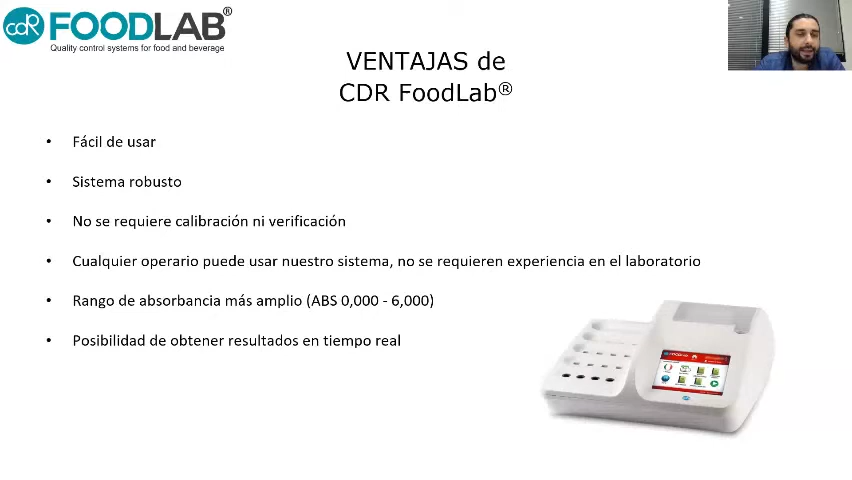 cdR FOODLAB®
Quality control systems for food and beverage
VENTAJAS de
CDR FoodLab®
• Fácil de usar
• Sistema robusto
• No se requiere calibración ni verificación
• Cualquier operario puede usar nuestro sistema, no se requieren experiencia en el laboratorio
• Rango de absorbancia más amplio (ABS 0,000 - 6,000)
• Posibilidad de obtener resultados en tiempo real
FOODLAB